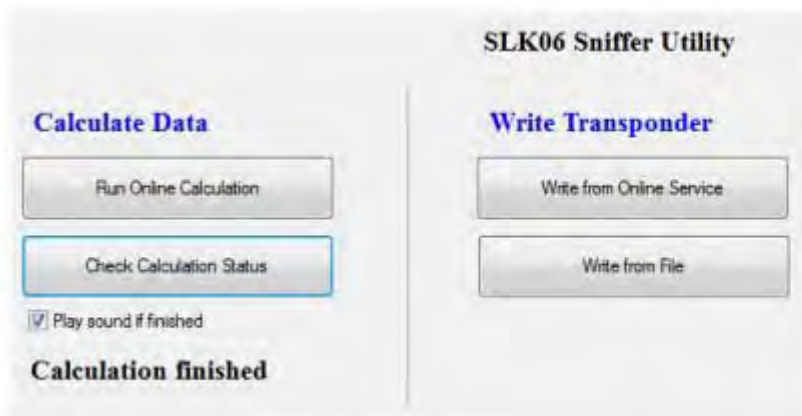 SLK06 Sniffer Utility
Calculate Data
Run Online Calculation
Check Calculation Status
Play sound if finished
Calculation finished
Write Transponder
Write from Online Service
Write from File